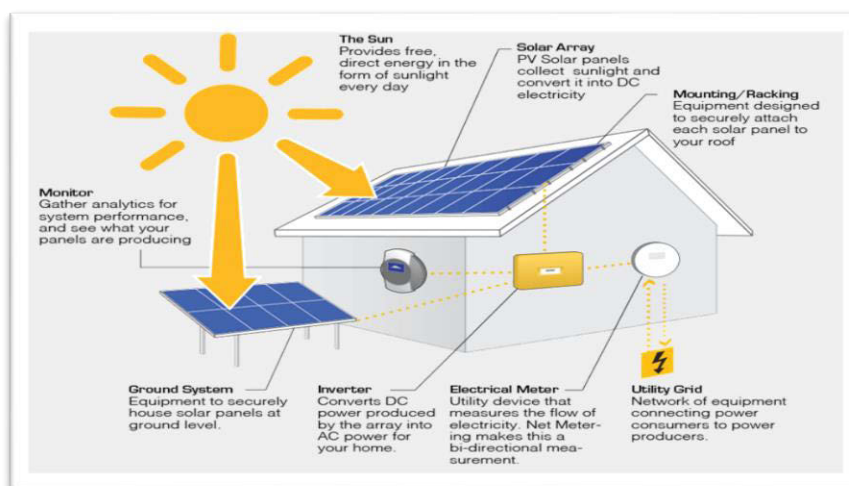 The Sun
Provides free,
direct energy in the
form of sunlight
every day
Solar Array
PV Solar panels
collect sunlight and
convert it into DC
electricity
Mounting/Racking
Equipment designed
to securely attach
each solar panel to
your roof
Monitor
Gather analytics for
system performance,
and see what your
panels are producing
Ground System
Equipment to securely
house solar panels at
ground level.
Inverter
Converts DC
power produced
by the array into
AC power for
your home.
Electrical Meter
Utility device that
measures the flow of
electricity. Net Meter-
ing makes this a
bi-directional mea-
surement.
Utility Grid
Network of equipment
connecting power
consumers to power
producers.